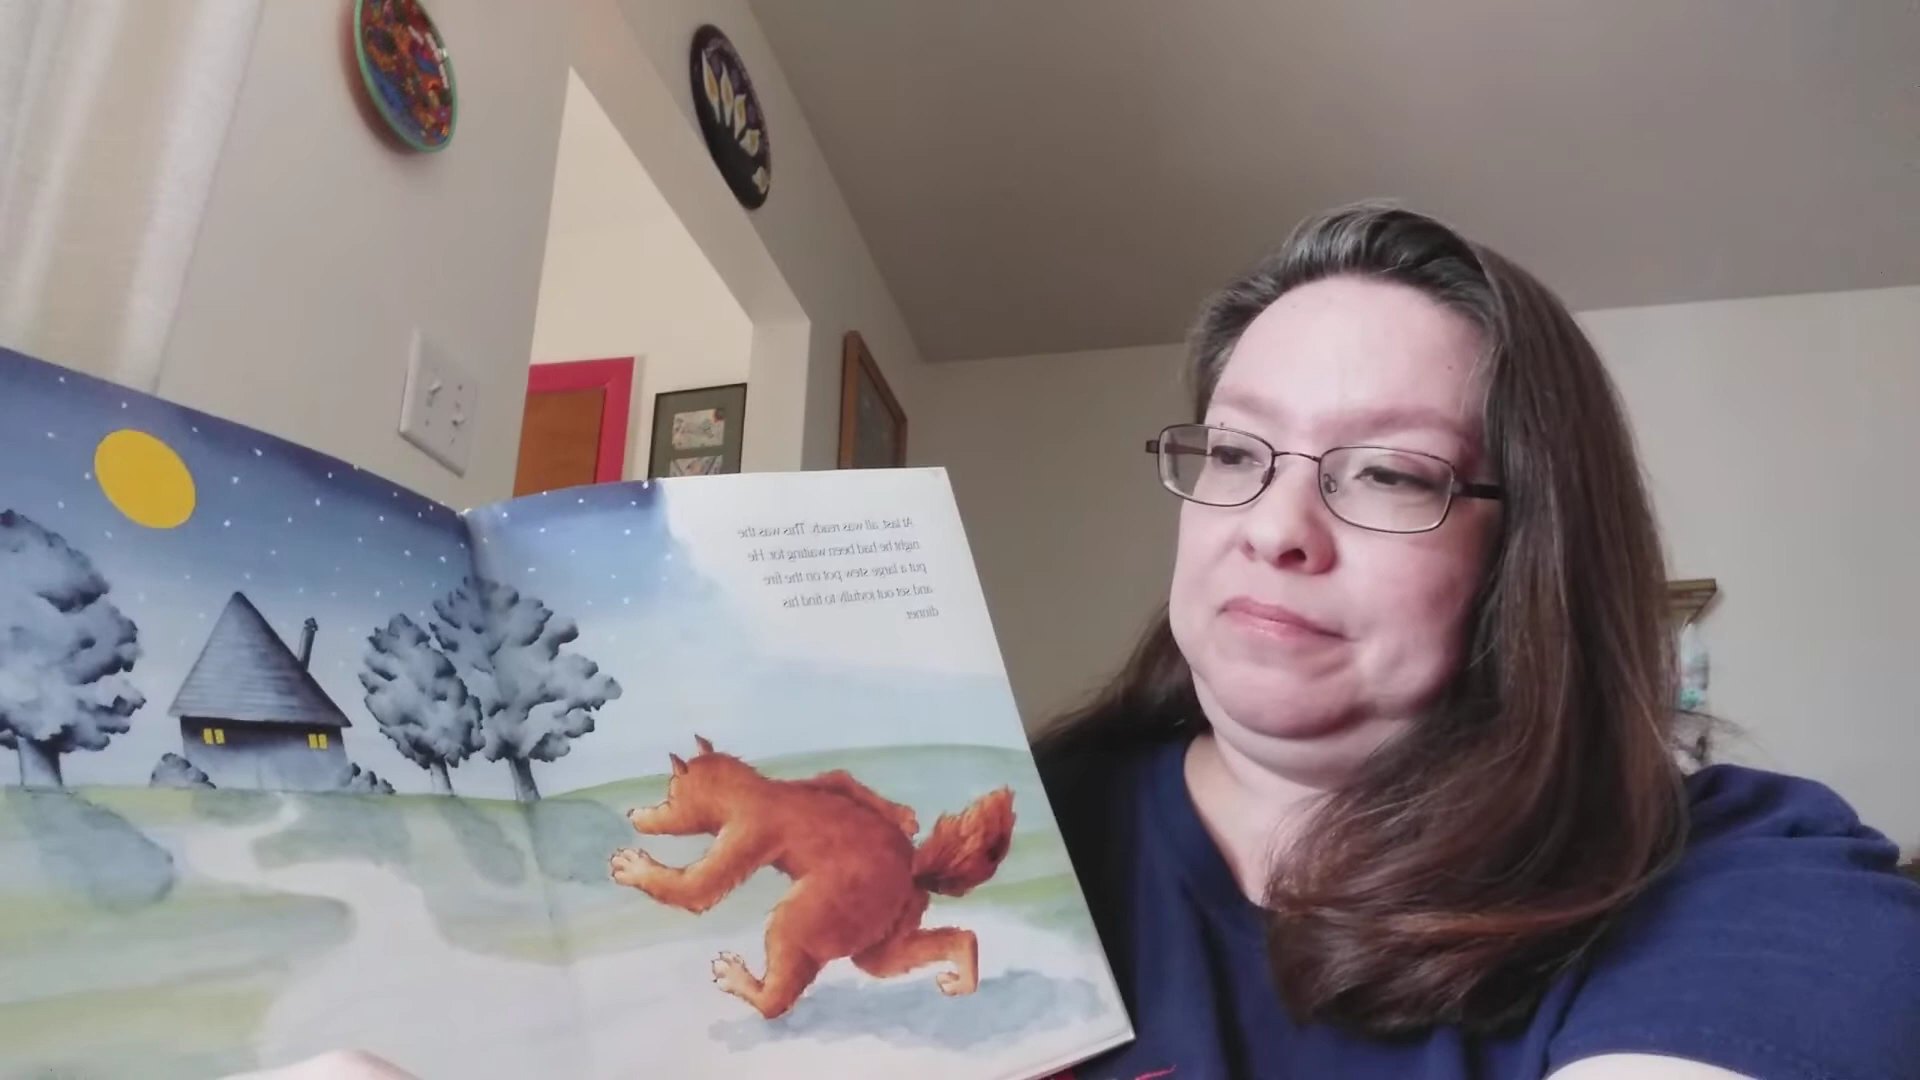 At last, all was ready. This was the
night he had been waiting for. He
put a large stew pot on the fire
and set out joyfully to find his
dinner.